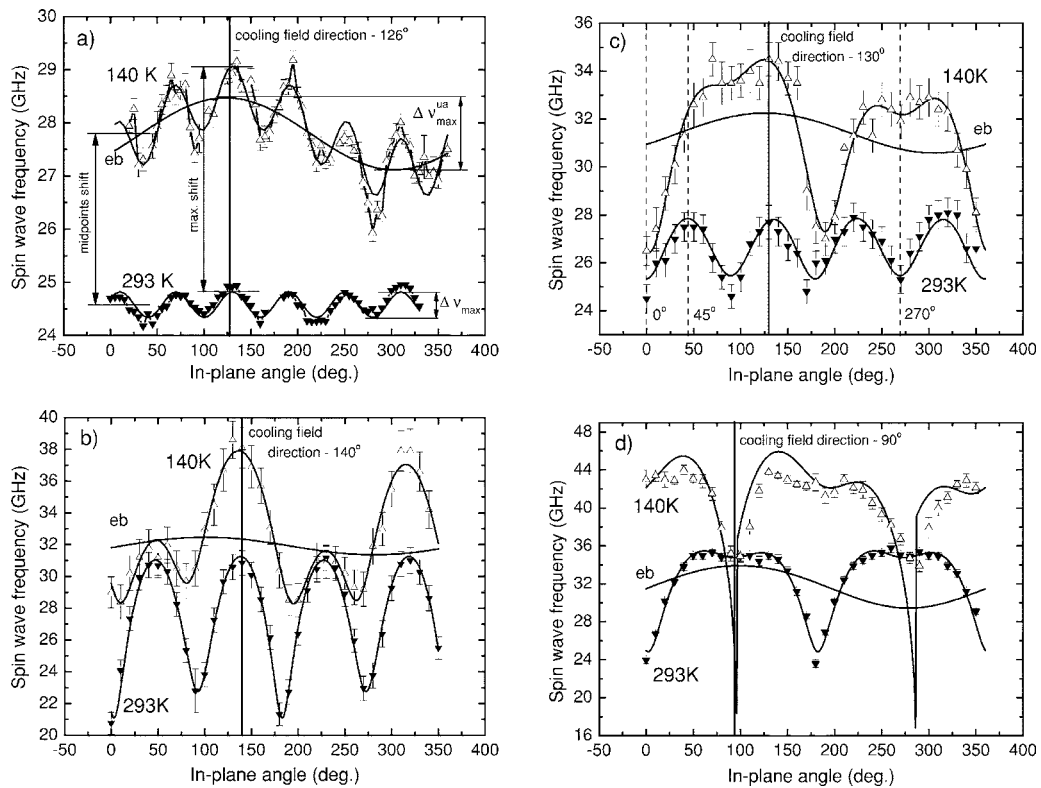 a)
cooling field direction - 126°
140 K
eb
midpoints shift
max. shift
Δ ν_max^ua
293 K
Δ ν_max
Spin wave frequency (GHz)
30
29
28
27
26
25
24
-50 0 50 100 150 200 250 300 350 400
In-plane angle (deg.)
c)
cooling field
direction - 130°
140K
eb
293K
0°
45°
270°
Spin wave frequency (GHz)
36
34
32
30
28
26
24
-50 0 50 100 150 200 250 300 350 400
In-plane angle (deg.)
b)
cooling field
direction - 140°
140K
eb
293K
Spin wave frequency (GHz)
40
38
36
34
32
30
28
26
24
22
20
-50 0 50 100 150 200 250 300 350 400
In-plane angle (deg.)
d)
cooling field direction - 90°
140K
eb
293K
Spin wave frequency (GHz)
48
44
40
36
32
28
24
20
16
-50 0 50 100 150 200 250 300 350 400
In-plane angle (deg.)